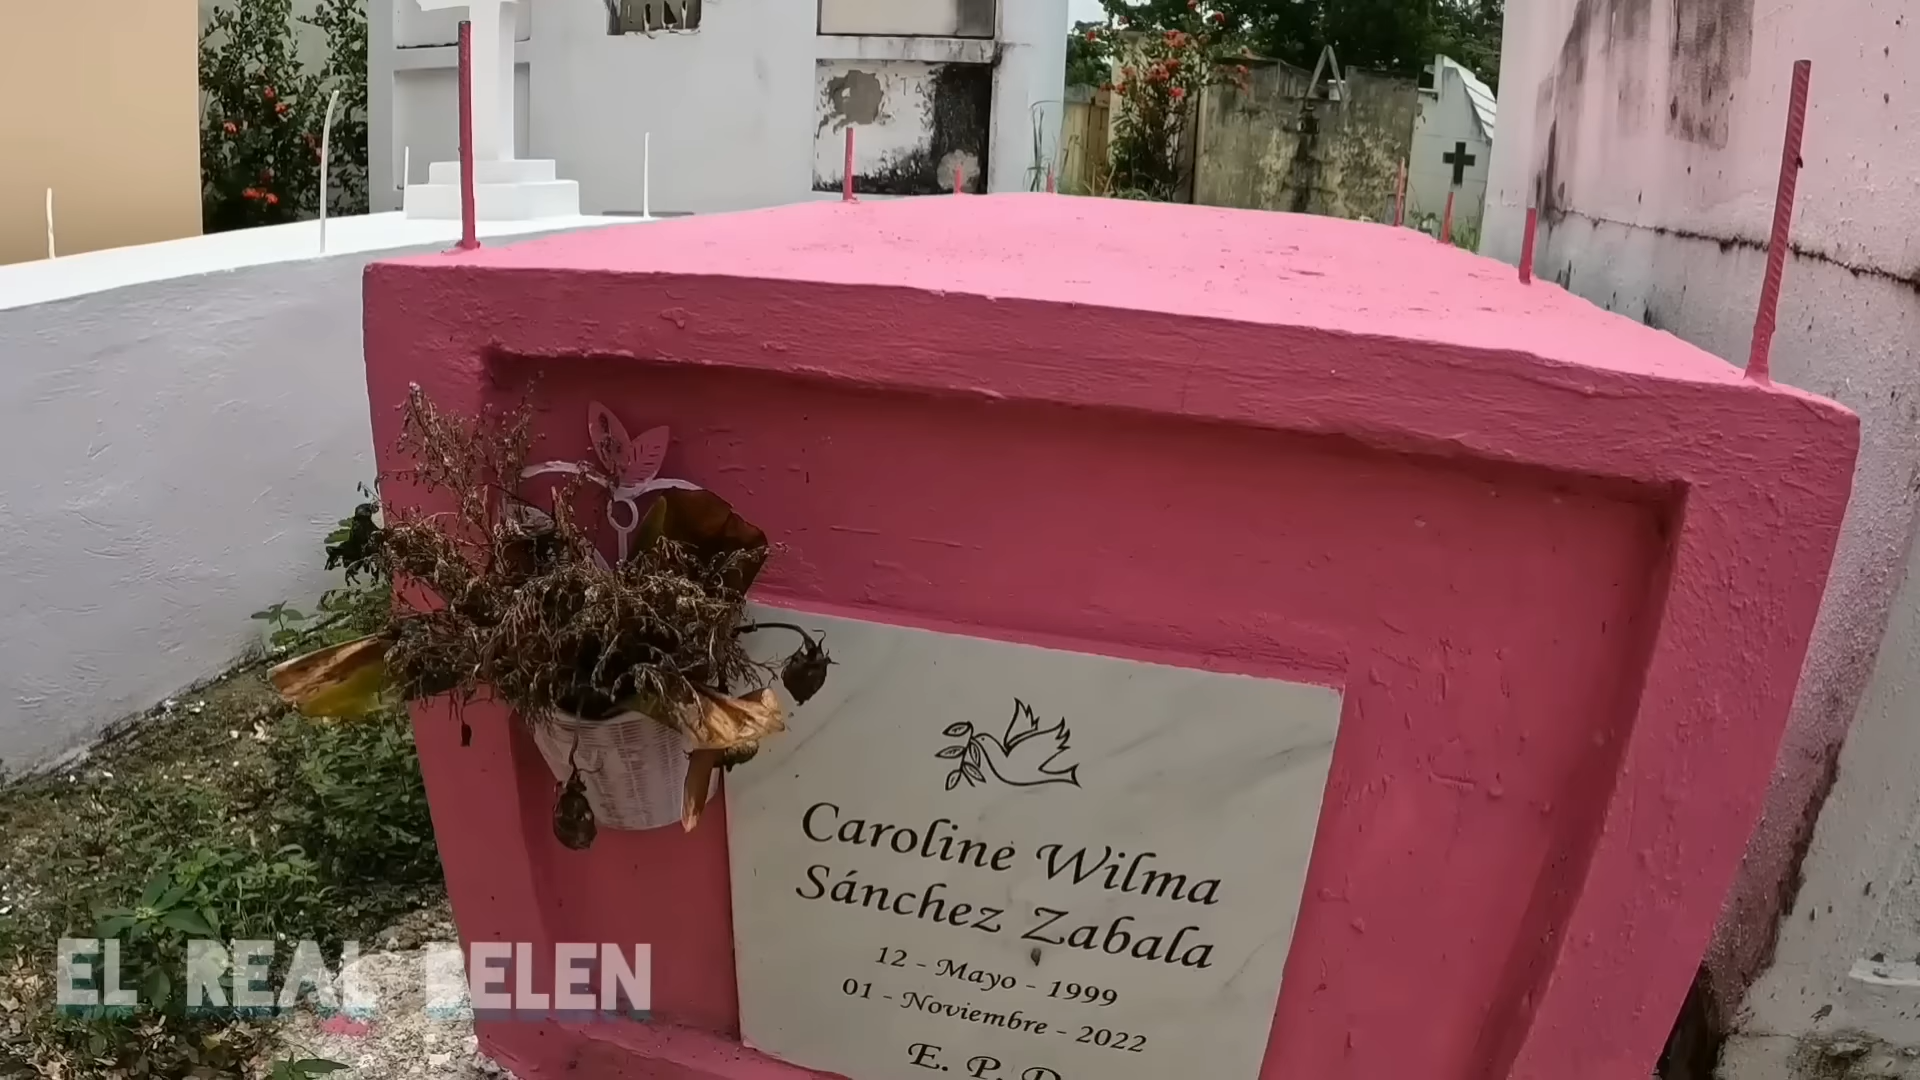 Caroline Wilma
Sánchez Zabala
12 - Mayo - 1999
01 - Noviembre - 2022
E. P. D
EL REAL BELEN